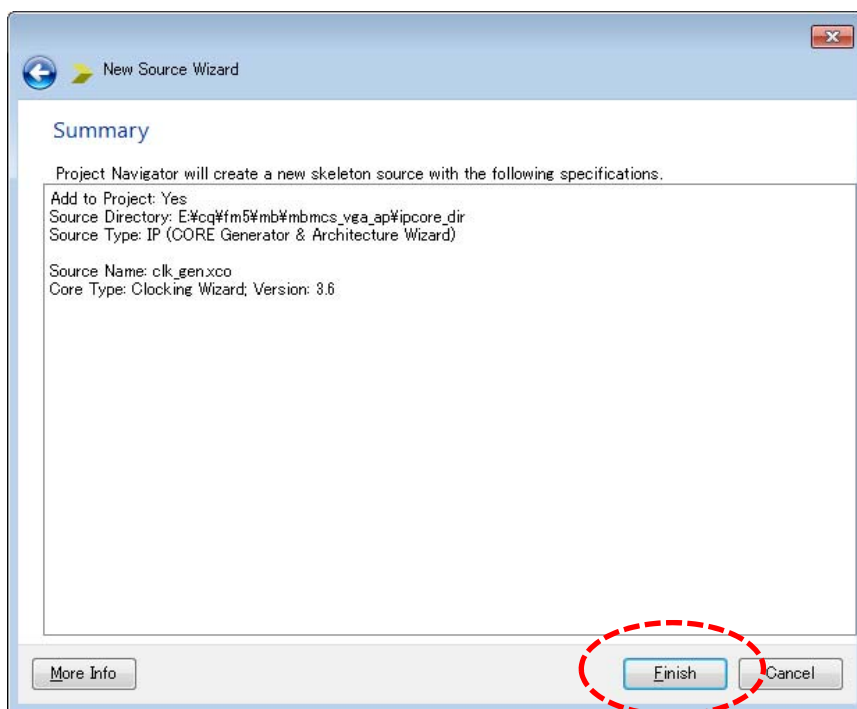 New Source Wizard
Summary
Project Navigator will create a new skeleton source with the following specifications.
Add to Project: Yes
Source Directory: E:¥cq¥fm5¥mb¥mbmcs_vga_ap¥ipcore_dir
Source Type: IP (CORE Generator & Architecture Wizard)
Source Name: clk_gen.xco
Core Type: Clocking Wizard; Version: 3.6
More Info
Finish
Cancel